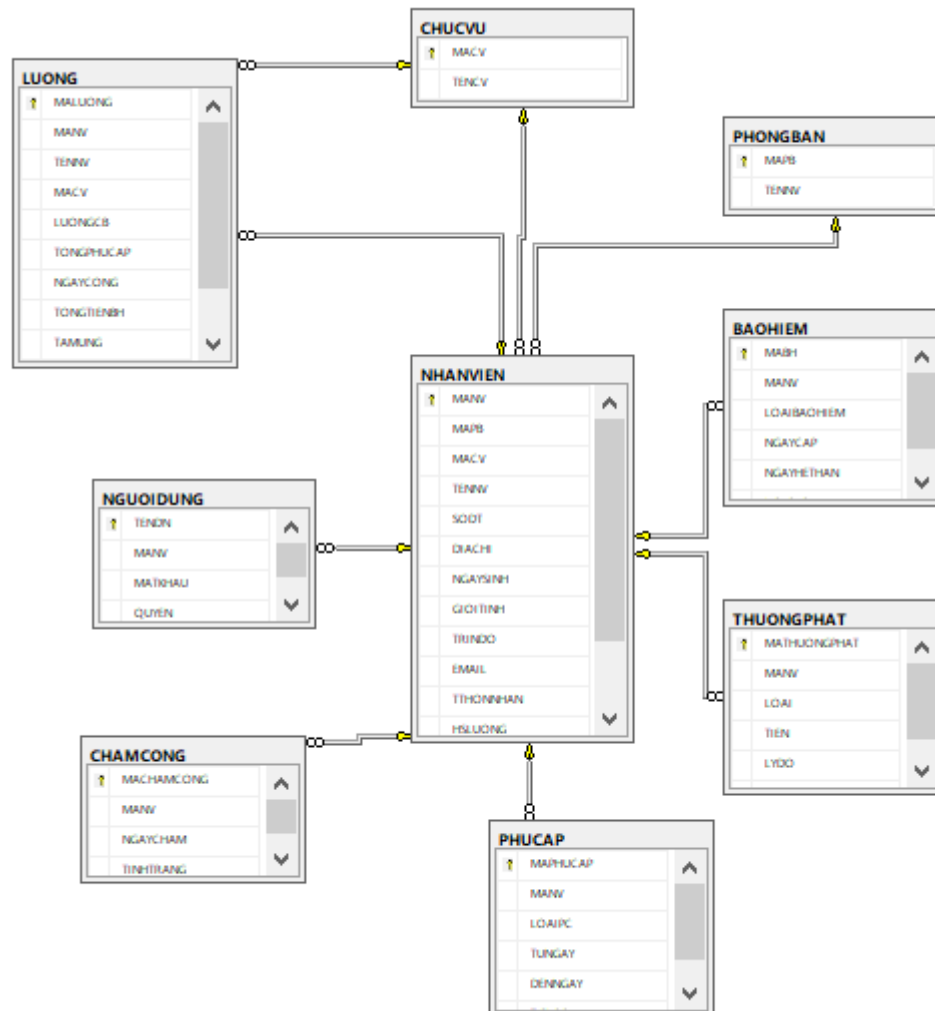 CHUCVU
MACV
TENCV
LUONG
MALUONG
MANV
TENNV
MACV
LUONGCB
TONGPHUCAP
NGAYCONG
TONGTIENBH
TAMUNG
PHONGBAN
MAPB
TENNV
BAOHIEM
MABH
MANV
LOAIBAOHIEM
NGAYCAP
NGAYHETHAN
NHANVIEN
MANV
MAPB
MACV
TENNV
SODT
DIACHI
NGAYSINH
GIOITINH
TRINDO
EMAIL
TTHONNHAN
HSLUONG
NGUOIDUNG
TENDN
MANV
MATKHAU
QUYEN
THUONGPHAT
MATHUONGPHAT
MANV
LOAI
TIEN
LYDO
CHAMCONG
MACHAMCONG
MANV
NGAYCHAM
TINHTRANG
PHUCAP
MAPHUCAP
MANV
LOAIPC
TUNGAY
DENNGAY